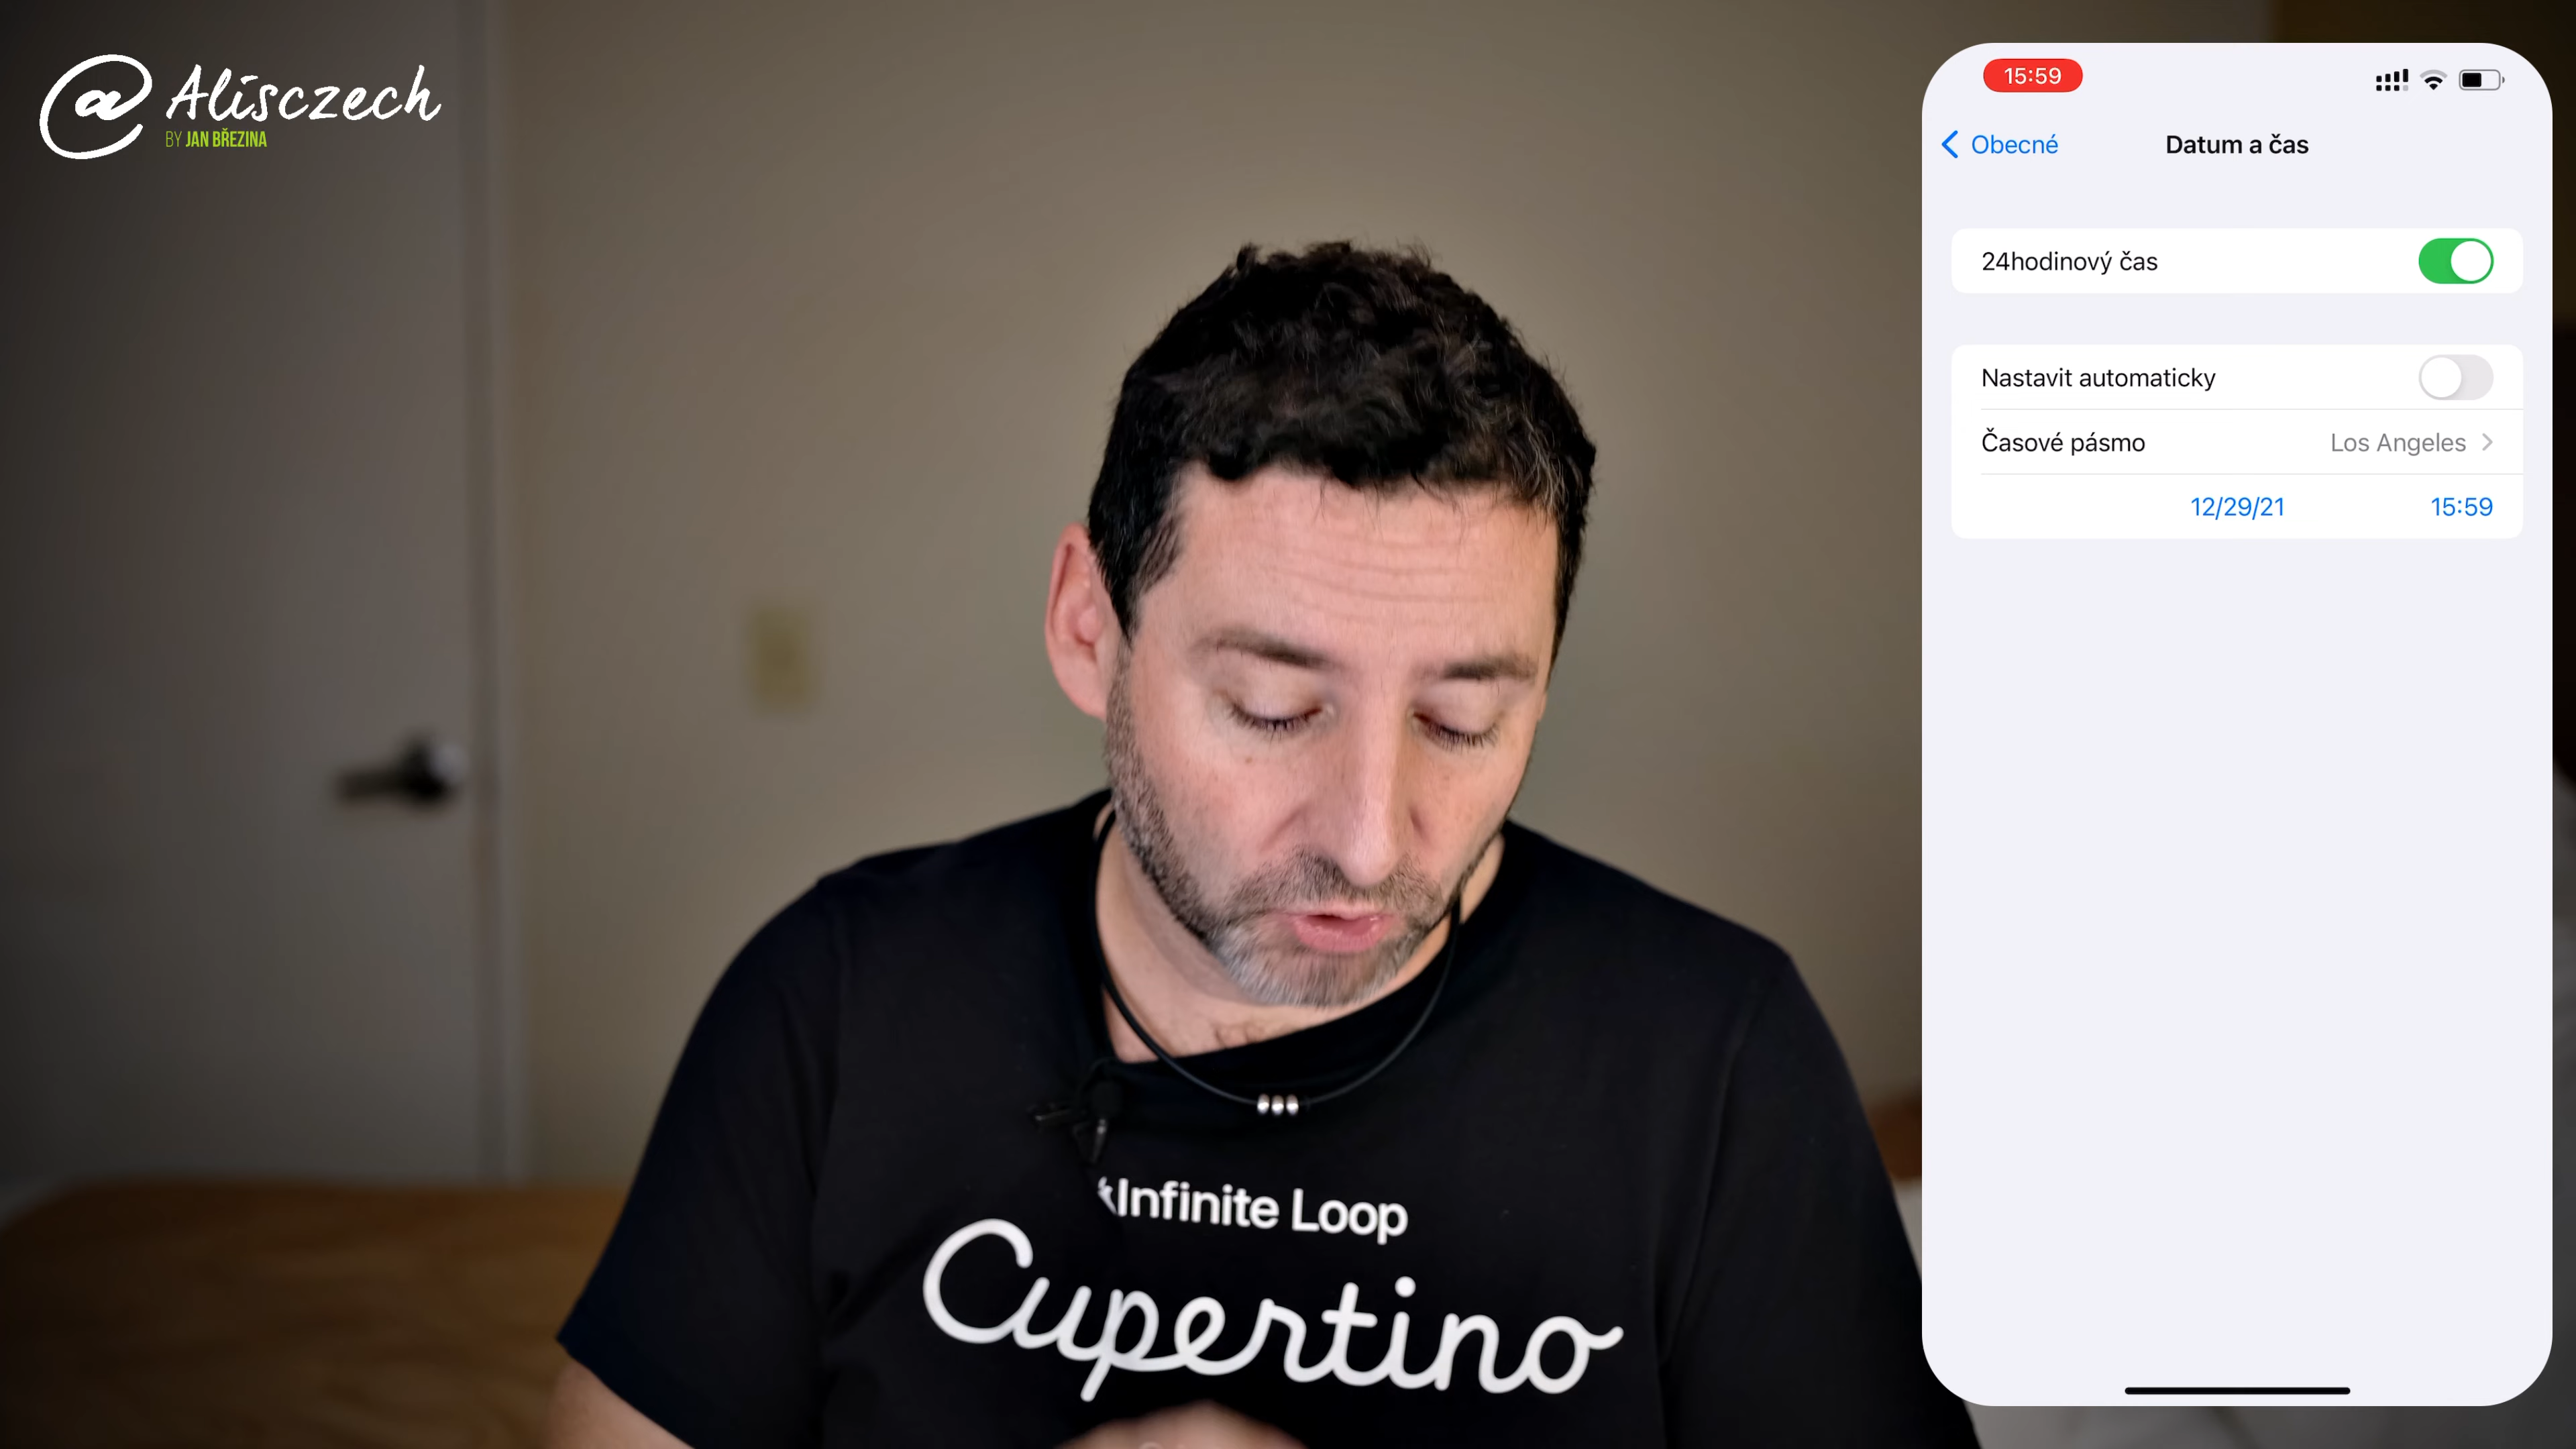 @Alisczech
BY JAN BŘEZINA
15:59
Obecné
Datum a čas
24hodinový čas
Nastavit automaticky
Časové pásmo
Los Angeles
12/29/21
15:59
Infinite Loop
Cupertino